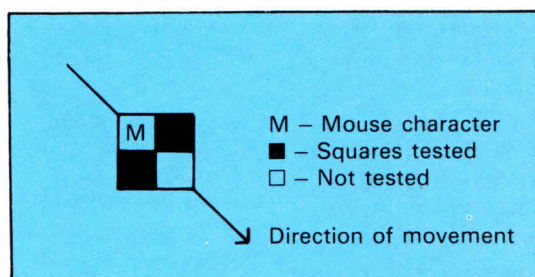 M
M – Mouse character
■ – Squares tested
□ – Not tested
Direction of movement